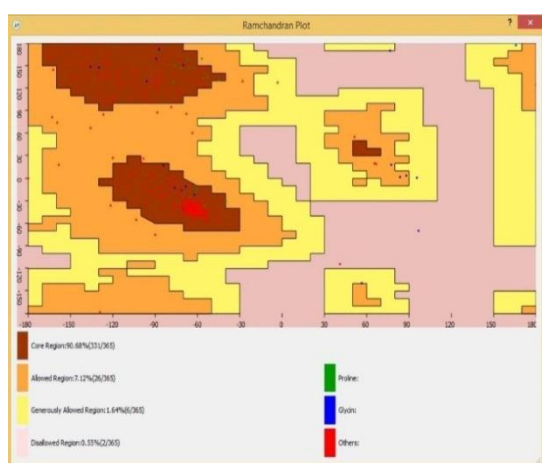 Ramchandran Plot
? ×
180
150
120
90
60
30
0
-30
-60
-90
-120
-150
-180 -150 -120 -90 -60 -30 0 30 60 90 120 150
Core Region:90.68%(331/365)
Allowed Region:7.12%(26/365) Proline:
Generously Allowed Region:1.64%(6/365) Glycin:
Disallowed Region:0.55%(2/365) Others: